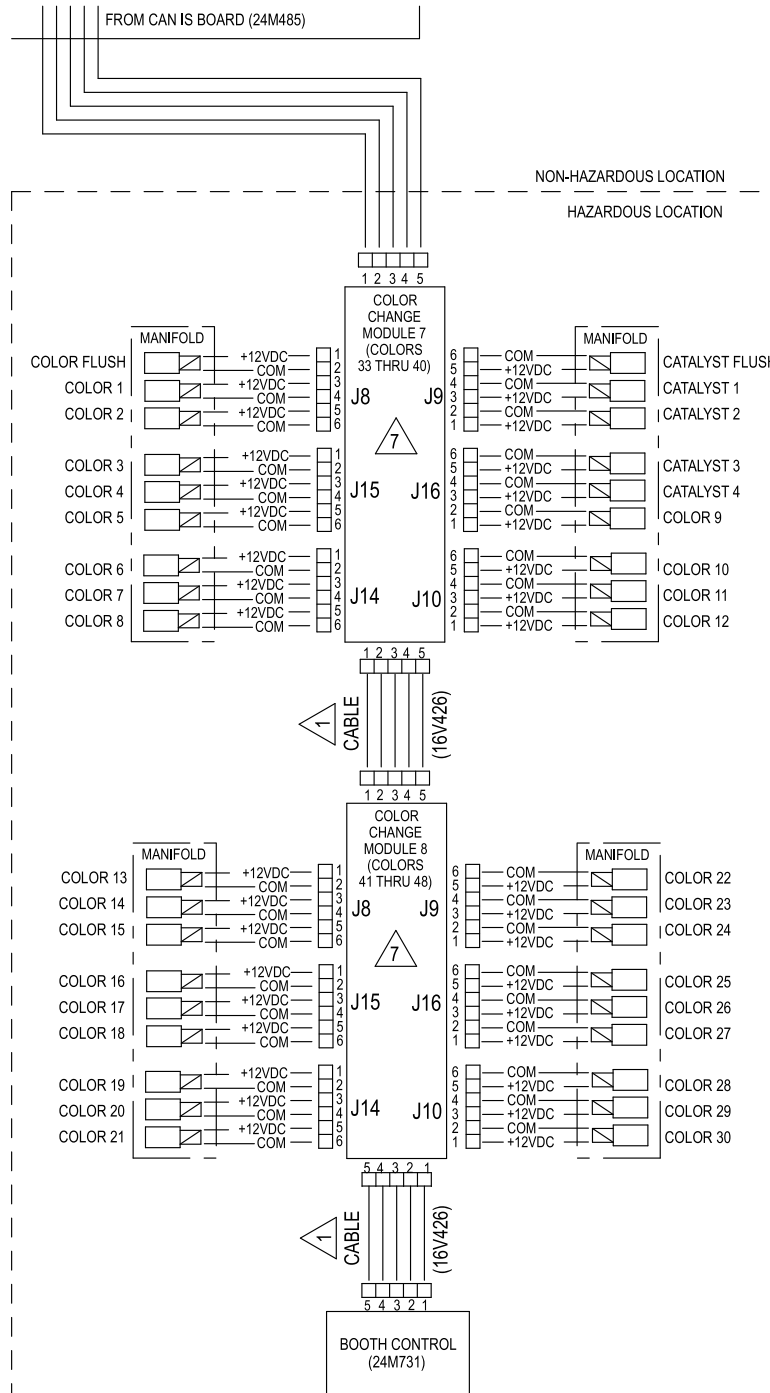 FROM CAN IS BOARD (24M485)
NON-HAZARDOUS LOCATION
HAZARDOUS LOCATION
1 2 3 4 5
COLOR
CHANGE
MODULE 7
(COLORS
33 THRU 40)
7
MANIFOLD
COLOR FLUSH +12VDC 1
COM 2
COLOR 1 +12VDC 3
COM 4
COLOR 2 +12VDC 5
COM 6
J8
COLOR 3 +12VDC 1
COM 2
COLOR 4 +12VDC 3
COM 4
COLOR 5 +12VDC 5
COM 6
J15
COLOR 6 +12VDC 1
COM 2
COLOR 7 +12VDC 3
COM 4
COLOR 8 +12VDC 5
COM 6
J14
MANIFOLD
J9
6 COM CATALYST FLUSH
5 +12VDC
4 COM CATALYST 1
3 +12VDC
2 COM CATALYST 2
1 +12VDC
J16
6 COM CATALYST 3
5 +12VDC
4 COM CATALYST 4
3 +12VDC
2 COM COLOR 9
1 +12VDC
J10
6 COM COLOR 10
5 +12VDC
4 COM COLOR 11
3 +12VDC
2 COM COLOR 12
1 +12VDC
1 2 3 4 5
1
CABLE
(16V426)
1 2 3 4 5
COLOR
CHANGE
MODULE 8
(COLORS
41 THRU 48)
7
MANIFOLD
COLOR 13 +12VDC 1
COM 2
COLOR 14 +12VDC 3
COM 4
COLOR 15 +12VDC 5
COM 6
J8
COLOR 16 +12VDC 1
COM 2
COLOR 17 +12VDC 3
COM 4
COLOR 18 +12VDC 5
COM 6
J15
COLOR 19 +12VDC 1
COM 2
COLOR 20 +12VDC 3
COM 4
COLOR 21 +12VDC 5
COM 6
J14
MANIFOLD
J9
6 COM COLOR 22
5 +12VDC
4 COM COLOR 23
3 +12VDC
2 COM COLOR 24
1 +12VDC
J16
6 COM COLOR 25
5 +12VDC
4 COM COLOR 26
3 +12VDC
2 COM COLOR 27
1 +12VDC
J10
6 COM COLOR 28
5 +12VDC
4 COM COLOR 29
3 +12VDC
2 COM COLOR 30
1 +12VDC
5 4 3 2 1
1
CABLE
(16V426)
5 4 3 2 1
BOOTH CONTROL
(24M731)